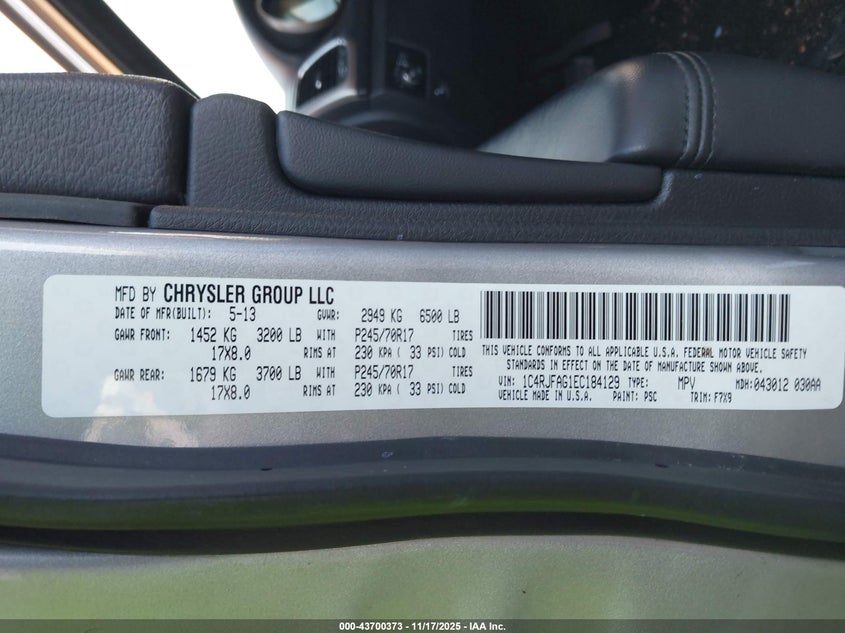 MFD BY CHRYSLER GROUP LLC
DATE OF MFR(BUILT): 5-13 GVWR: 2949 KG 6500 LB
GAWR FRONT: 1452 KG 3200 LB WITH P245/70R17 TIRES
17X8.0 RIMS AT 230 KPA ( 33 PSI) COLD
GAWR REAR: 1679 KG 3700 LB WITH P245/70R17 TIRES
17X8.0 RIMS AT 230 KPA ( 33 PSI) COLD
THIS VEHICLE CONFORMS TO ALL APPLICABLE U.S.A. FEDERAL MOTOR VEHICLE SAFETY
STANDARDS IN EFFECT ON THE DATE OF MANUFACTURE SHOWN ABOVE.
VIN: 1C4RJFAG1EC184129 TYPE: MPV MDH: 043012 030AA
VEHICLE MADE IN U.S.A. PAINT: PSC TRIM: F7X9
000-43700373 - 11/17/2025 - IAA Inc.